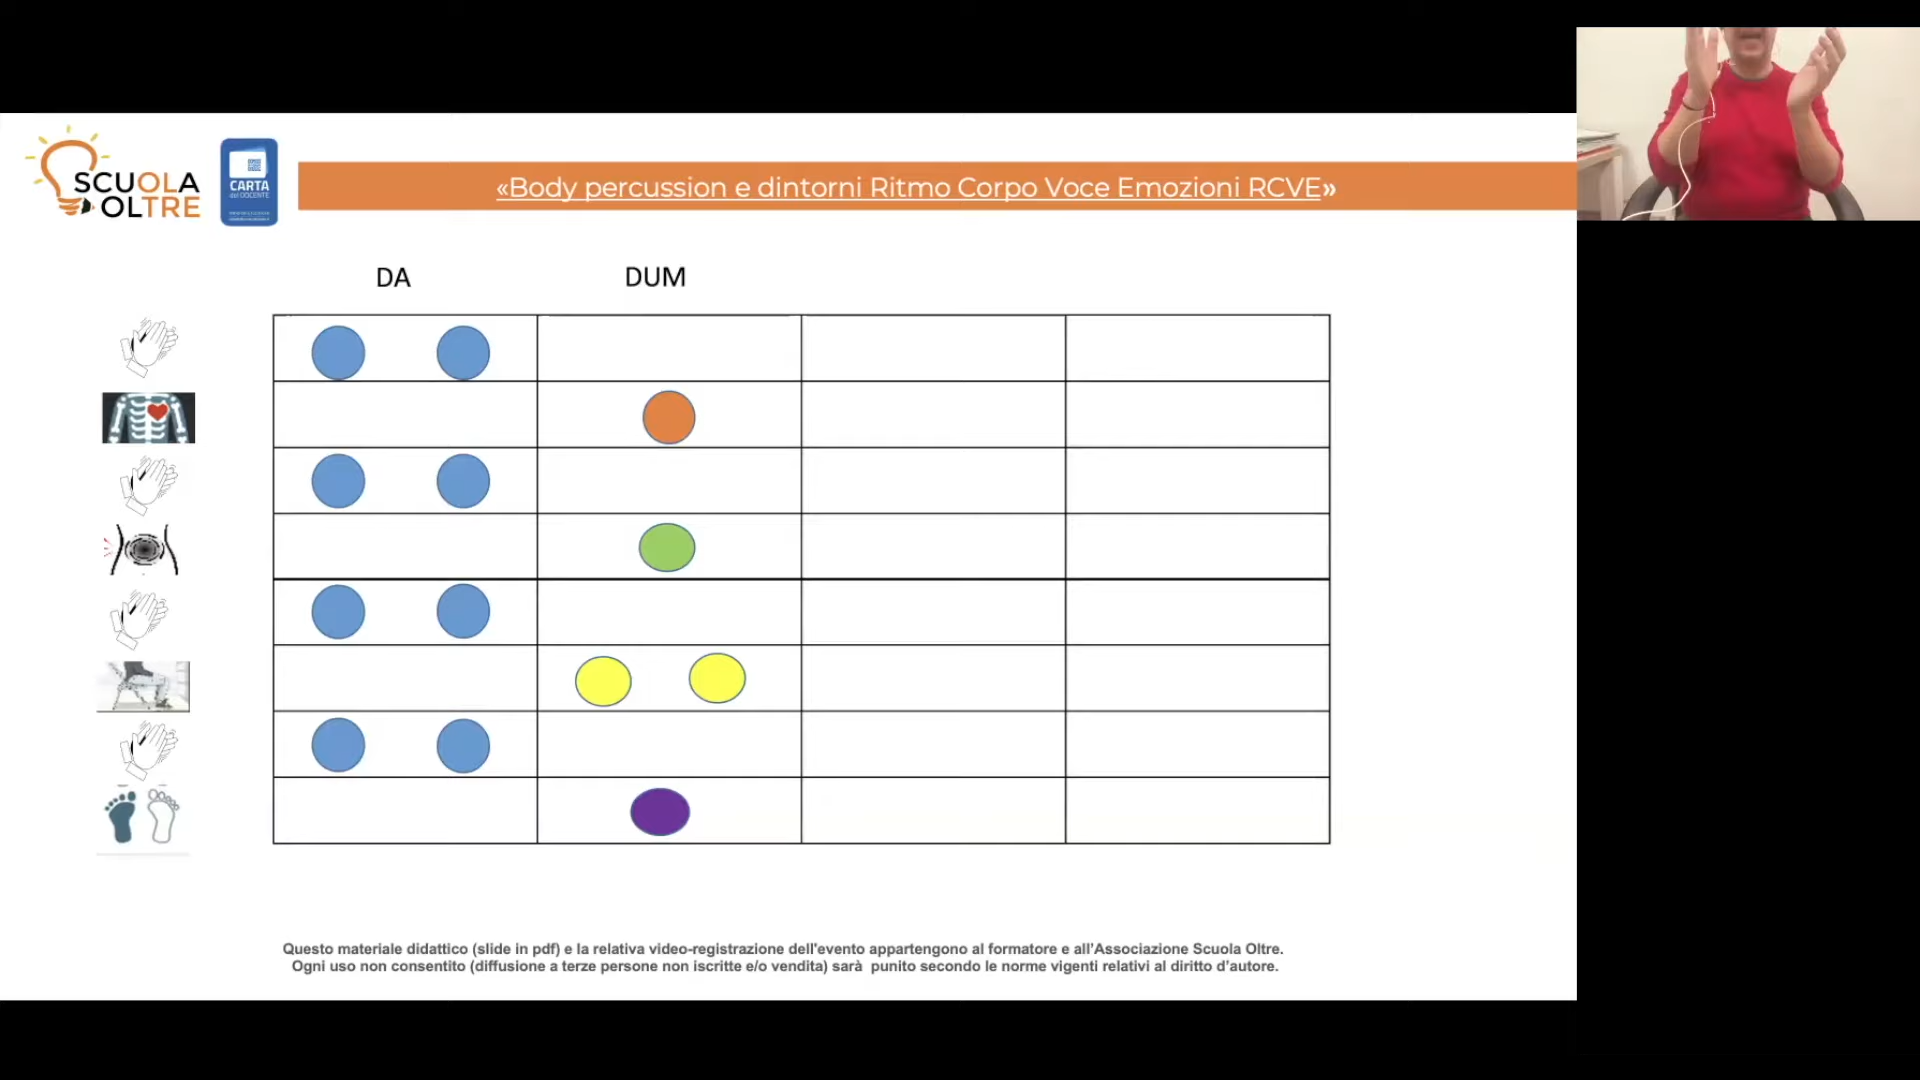 SCUOLA
OLTRE
CARTA
del DOCENTE
«Body percussion e dintorni Ritmo Corpo Voce Emozioni RCVE»
DA
DUM
Questo materiale didattico (slide in pdf) e la relativa video-registrazione dell'evento appartengono al formatore e all'Associazione Scuola Oltre.
Ogni uso non consentito (diffusione a terze persone non iscritte e/o vendita) sarà punito secondo le norme vigenti relativi al diritto d'autore.